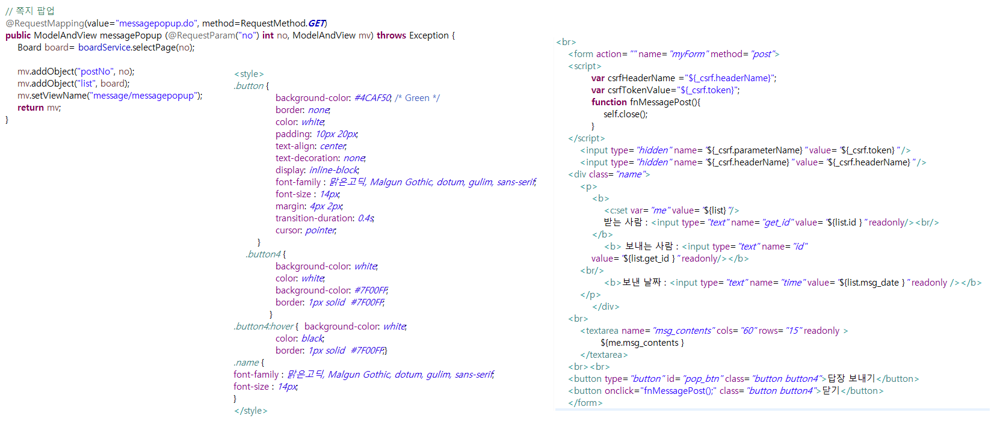 // 쪽지 팝업
@RequestMapping(value="messagepopup.do", method=RequestMethod.GET)
public ModelAndView messagePopup (@RequestParam("no") int no, ModelAndView mv) throws Exception {
Board board= boardService.selectPage(no);
mv.addObject("postNo", no);
mv.addObject("list", board);
mv.setViewName("message/messagepopup");
return mv;
}
<style>
.button {
background-color: #4CAF50; /* Green */
border: none;
color: white;
padding: 10px 20px;
text-align: center;
text-decoration: none;
display: inline-block;
font-family : 맑은고딕, Malgun Gothic, dotum, gulim, sans-serif;
font-size : 14px;
margin: 4px 2px;
transition-duration: 0.4s;
cursor: pointer;
}
.button4 {
background-color: white;
color: white;
background-color: #7F00FF;
border: 1px solid #7F00FF;
}
.button4:hover { background-color: white;
color: black;
border: 1px solid #7F00FF;}
.name {
font-family : 맑은고딕, Malgun Gothic, dotum, gulim, sans-serif;
font-size : 14px;
}
</style>
<br>
<form action="" name="myForm" method="post">
<script>
var csrfHeaderName ="${_csrf.headerName}";
var csrfTokenValue="${_csrf.token}";
function fnMessagePost(){
self.close();
}
</script>
<input type="hidden" name="${_csrf.parameterName}" value="${_csrf.token}" />
<input type="hidden" name="${_csrf.headerName}" value="${_csrf.headerName}" />
<div class="name">
<p>
<b>
<c:set var="me" value="${list}"/>
받는 사람 : <input type="text" name="get_id" value="${list.id }" readonly/><br/>
</b>
<b> 보내는 사람 : <input type="text" name="id"
value="${list.get_id }" readonly/></b>
<br/>
<b>보낸 날짜 : <input type="text" name="time" value="${list.msg_date }" readonly /></b>
</p>
</div>
<br>
<textarea name="msg_contents" cols="60" rows="15" readonly >
${me.msg_contents }
</textarea>
<br><br>
<button type="button" id="pop_btn" class="button button4">답장 보내기</button>
<button onclick="fnMessagePost();" class="button button4">닫기</button>
</form>